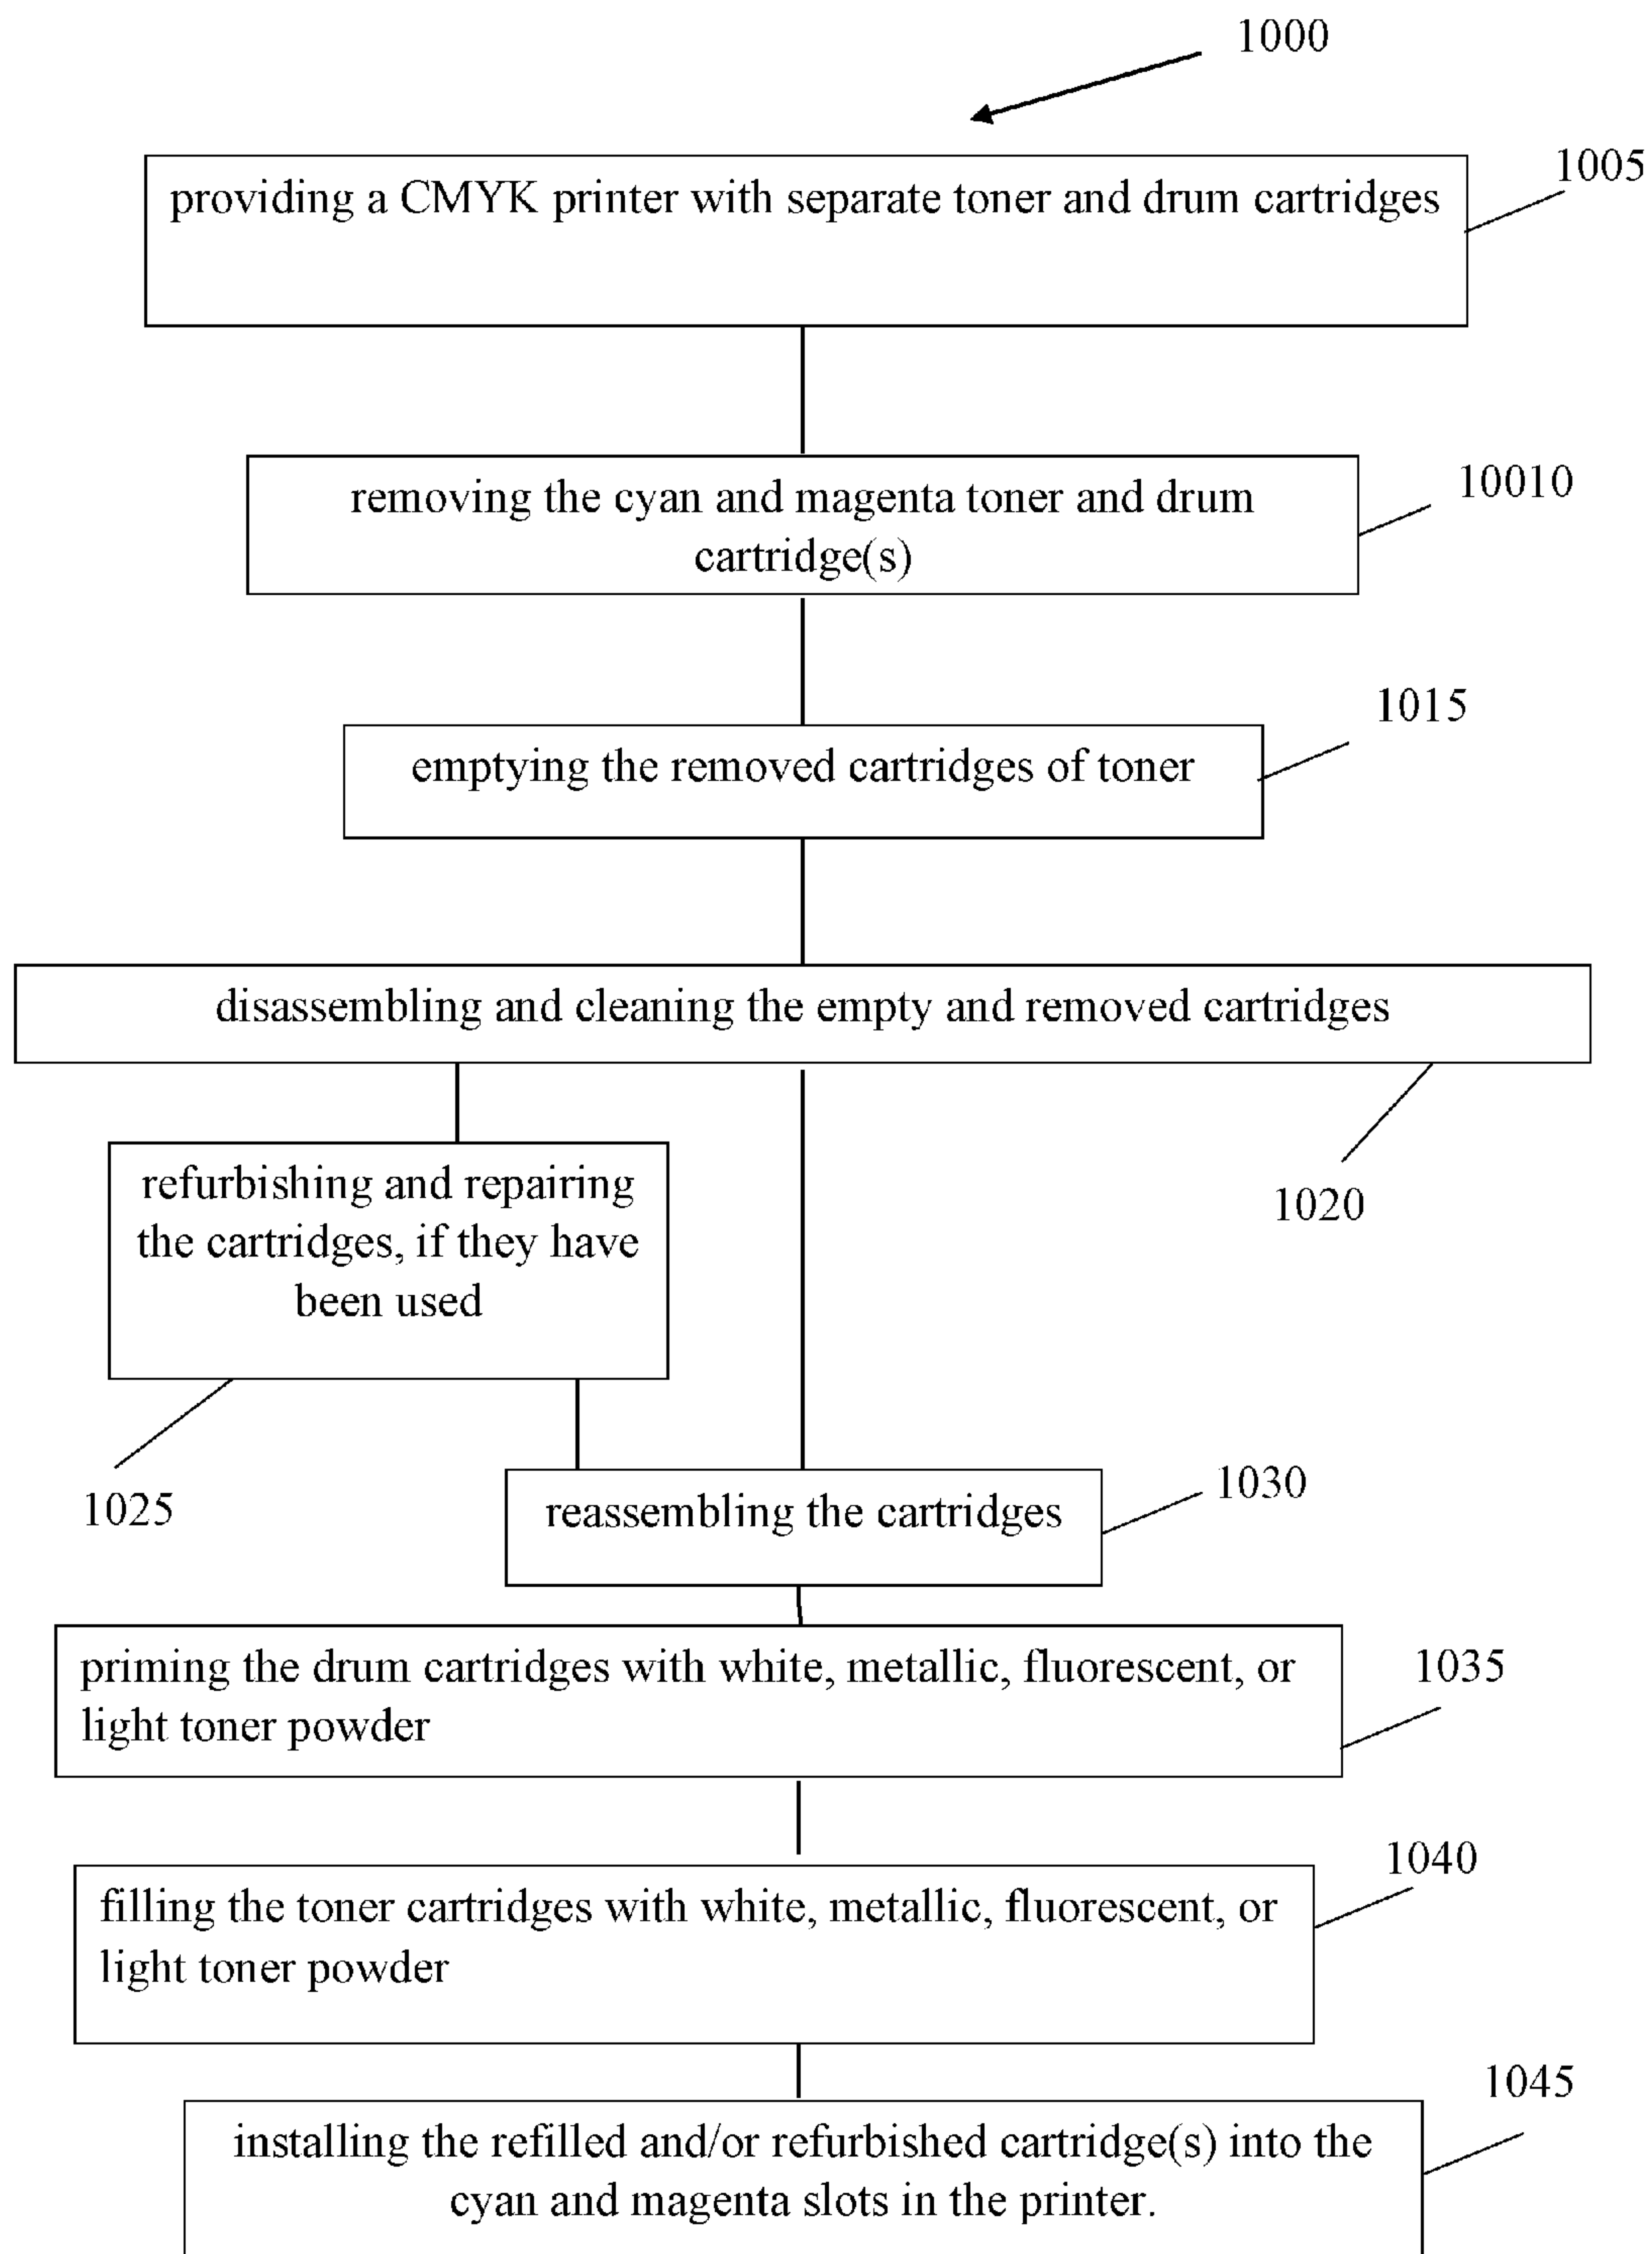 1000
1005
providing a CMYK printer with separate toner and drum cartridges
10010
removing the cyan and magenta toner and drum
cartridge(s)
1015
emptying the removed cartridges of toner
disassembling and cleaning the empty and removed cartridges
1020
refurbishing and repairing
the cartridges, if they have
been used
1025
1030
reassembling the cartridges
1035
priming the drum cartridges with white, metallic, fluorescent, or
light toner powder
1040
filling the toner cartridges with white, metallic, fluorescent, or
light toner powder
1045
installing the refilled and/or refurbished cartridge(s) into the
cyan and magenta slots in the printer.